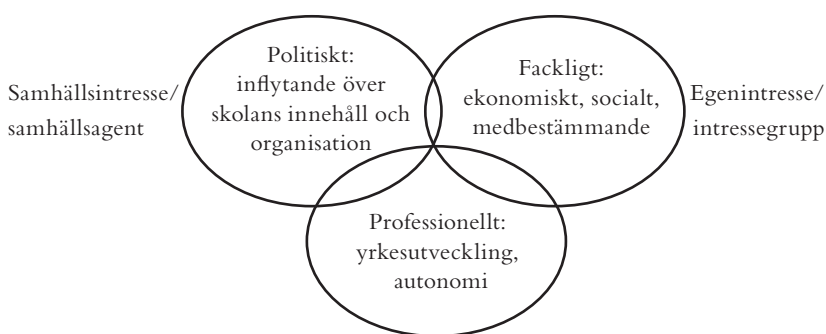 Samhällsintresse/
samhällsagent
Politiskt:
inflytande över
skolans innehåll och
organisation
Fackligt:
ekonomiskt, socialt,
medbestämmande
Egenintresse/
intressegrupp
Professionellt:
yrkesutveckling,
autonomi